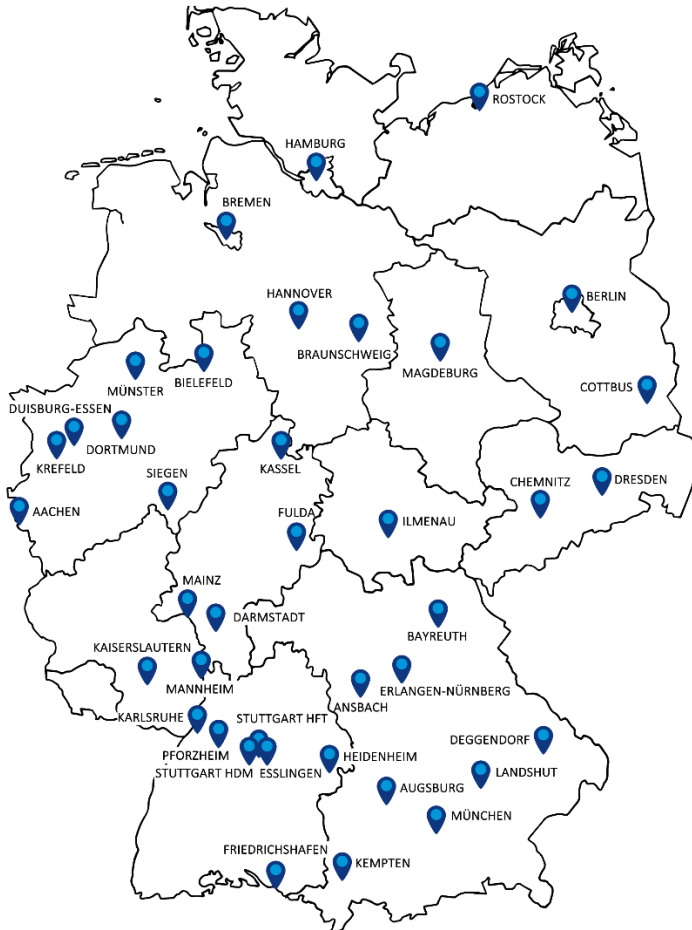 ROSTOCK
HAMBURG
BREMEN
BERLIN
HANNOVER
BRAUNSCHWEIG
MAGDEBURG
BIELEFELD
MÜNSTER
COTTBUS
DUISBURG-ESSEN
DORTMUND
KREFELD
KASSEL
SIEGEN
CHEMNITZ
DRESDEN
AACHEN
FULDA
ILMENAU
MAINZ
DARMSTADT
BAYREUTH
KAISERSLAUTERN
MANNHEIM
ERLANGEN-NÜRNBERG
ANSBACH
KARLSRUHE
STUTTGART HFT
DEGGENDORF
PFORZHEIM
HEIDENHEIM
STUTTGART HDM
ESSLINGEN
LANDSHUT
AUGSBURG
MÜNCHEN
FRIEDRICHSHAFEN
KEMPTEN